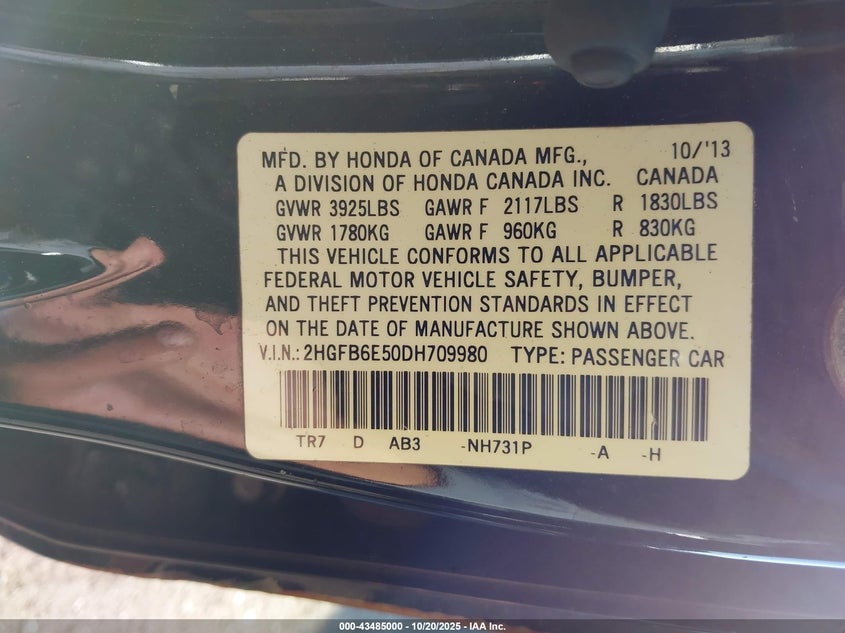 MFD. BY HONDA OF CANADA MFG., 10/'13
A DIVISION OF HONDA CANADA INC. CANADA
GVWR 3925LBS GAWR F 2117LBS R 1830LBS
GVWR 1780KG GAWR F 960KG R 830KG
THIS VEHICLE CONFORMS TO ALL APPLICABLE
FEDERAL MOTOR VEHICLE SAFETY, BUMPER,
AND THEFT PREVENTION STANDARDS IN EFFECT
ON THE DATE OF MANUFACTURE SHOWN ABOVE.
V.I.N.: 2HGFB6E50DH709980 TYPE: PASSENGER CAR
TR7 D AB3 -NH731P -A -H
000-43485000 | 10/20/2025 | IAA Inc.